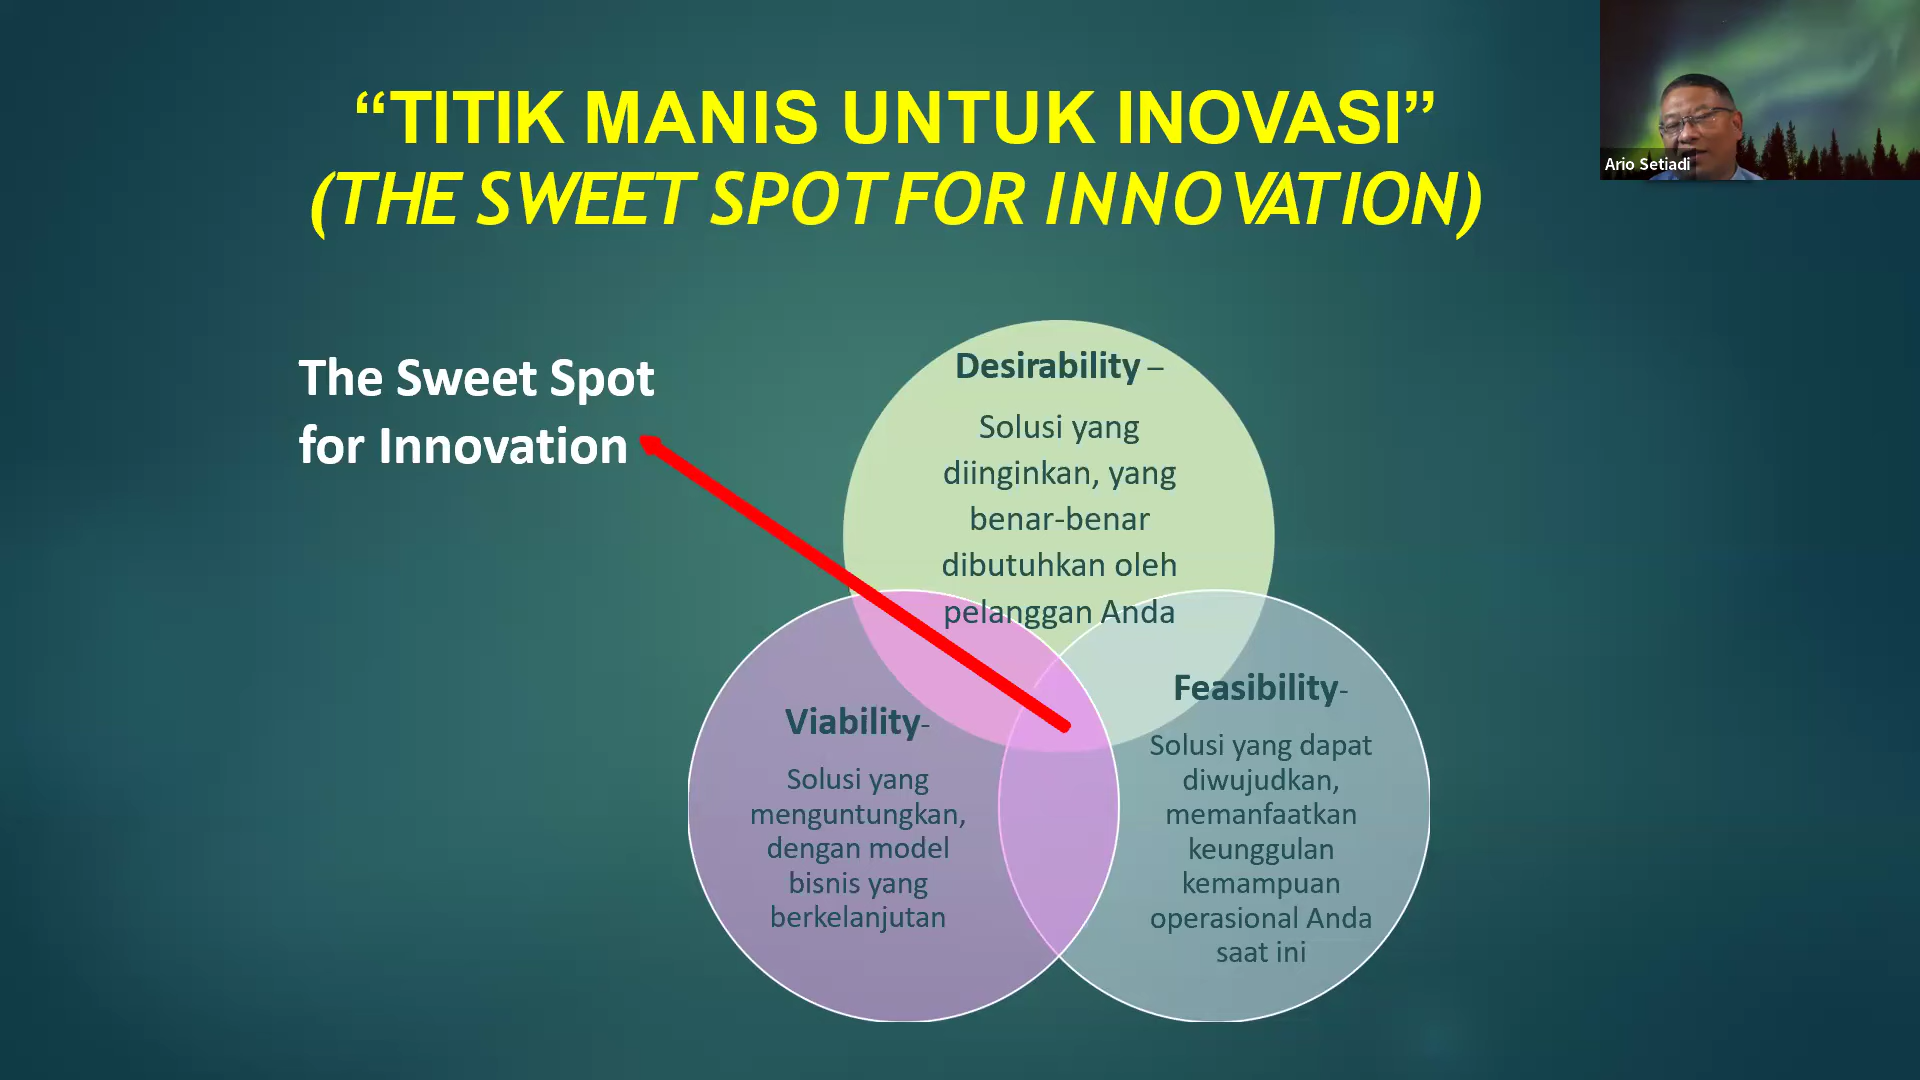 “TITIK MANIS UNTUK INOVASI”
(THE SWEET SPOT FOR INNOVATION)
Ario Setiadi
The Sweet Spot
for Innovation
Desirability –
Solusi yang
diinginkan, yang
benar-benar
dibutuhkan oleh
pelanggan Anda
Viability-
Solusi yang
menguntungkan,
dengan model
bisnis yang
berkelanjutan
Feasibility-
Solusi yang dapat
diwujudkan,
memanfaatkan
keunggulan
kemampuan
operasional Anda
saat ini